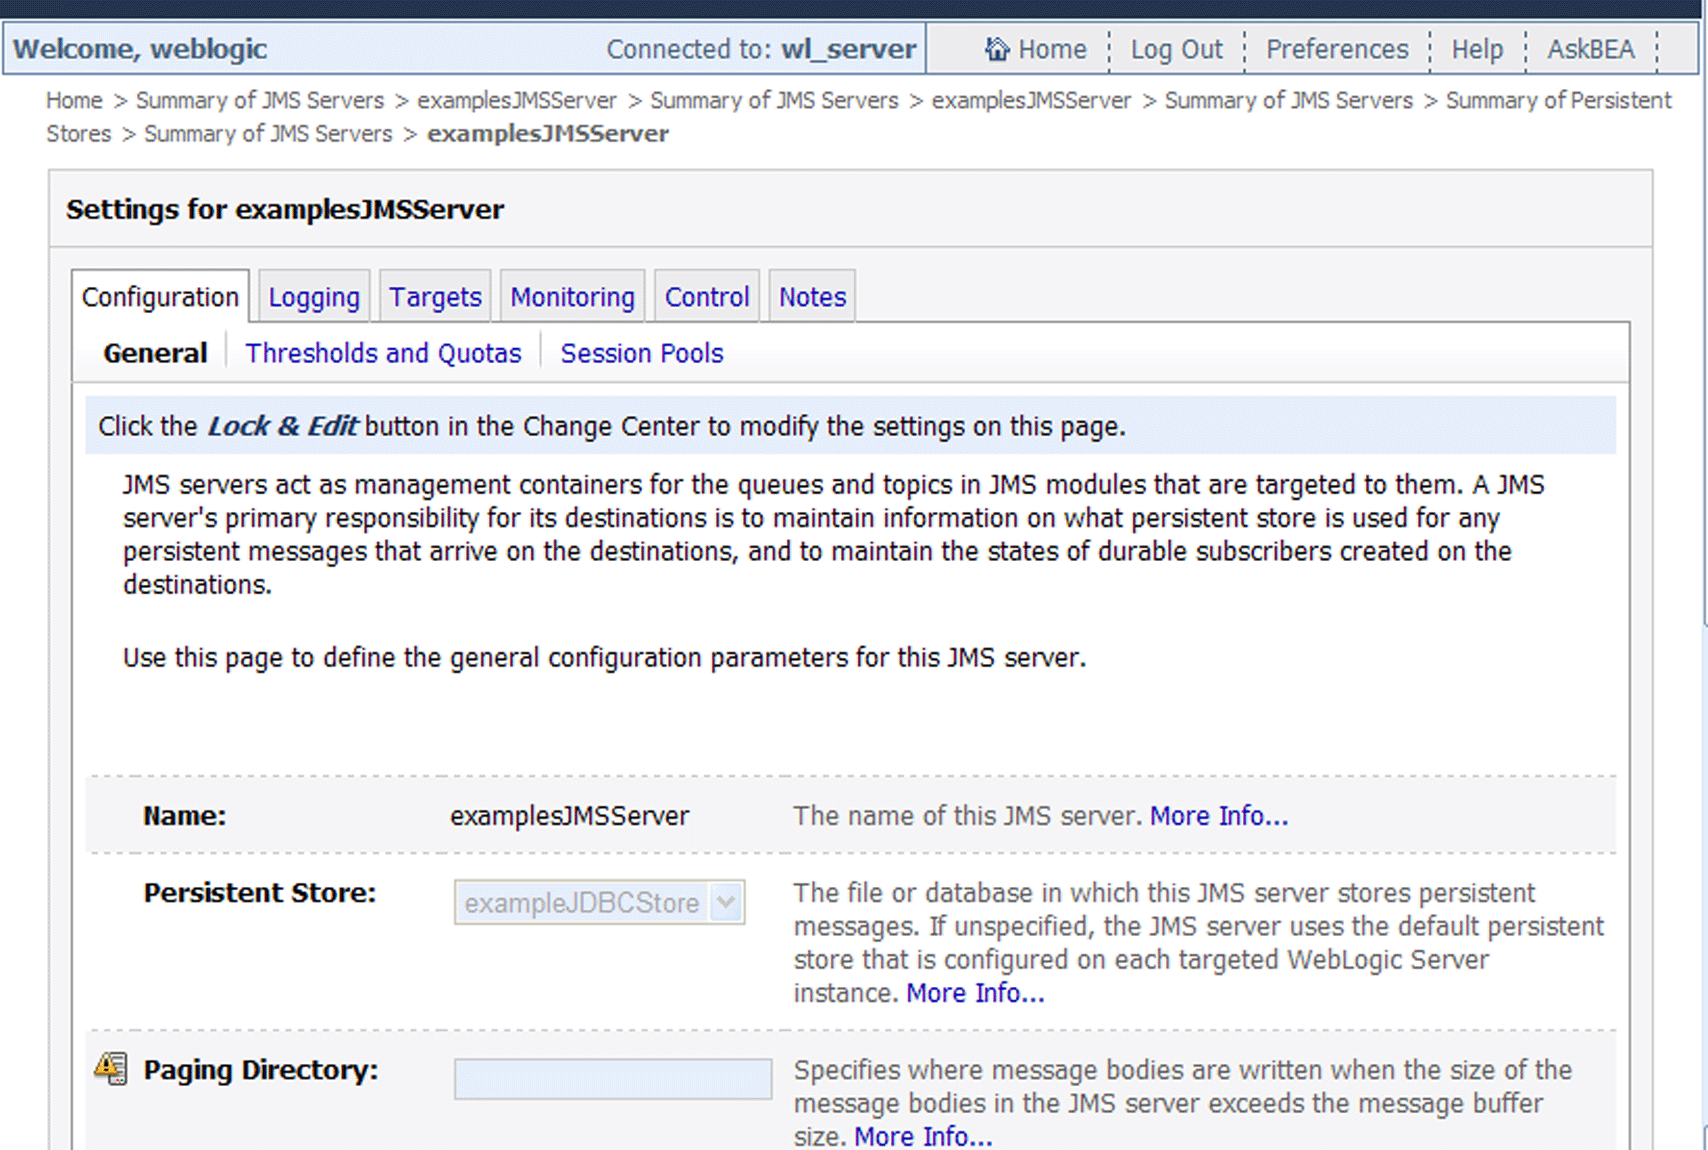 Welcome, weblogic Connected to: wl_server Home Log Out Preferences Help AskBEA
Home > Summary of JMS Servers > examplesJMSServer > Summary of JMS Servers > examplesJMSServer > Summary of JMS Servers > Summary of Persistent
Stores > Summary of JMS Servers > examplesJMSServer
Settings for examplesJMSServer
Configuration Logging Targets Monitoring Control Notes
General Thresholds and Quotas Session Pools
Click the Lock & Edit button in the Change Center to modify the settings on this page.
JMS servers act as management containers for the queues and topics in JMS modules that are targeted to them. A JMS
server's primary responsibility for its destinations is to maintain information on what persistent store is used for any
persistent messages that arrive on the destinations, and to maintain the states of durable subscribers created on the
destinations.
Use this page to define the general configuration parameters for this JMS server.
Name: examplesJMSServer The name of this JMS server. More Info...
Persistent Store: exampleJDBCStore The file or database in which this JMS server stores persistent
messages. If unspecified, the JMS server uses the default persistent
store that is configured on each targeted WebLogic Server
instance. More Info...
Paging Directory: Specifies where message bodies are written when the size of the
message bodies in the JMS server exceeds the message buffer
size. More Info...